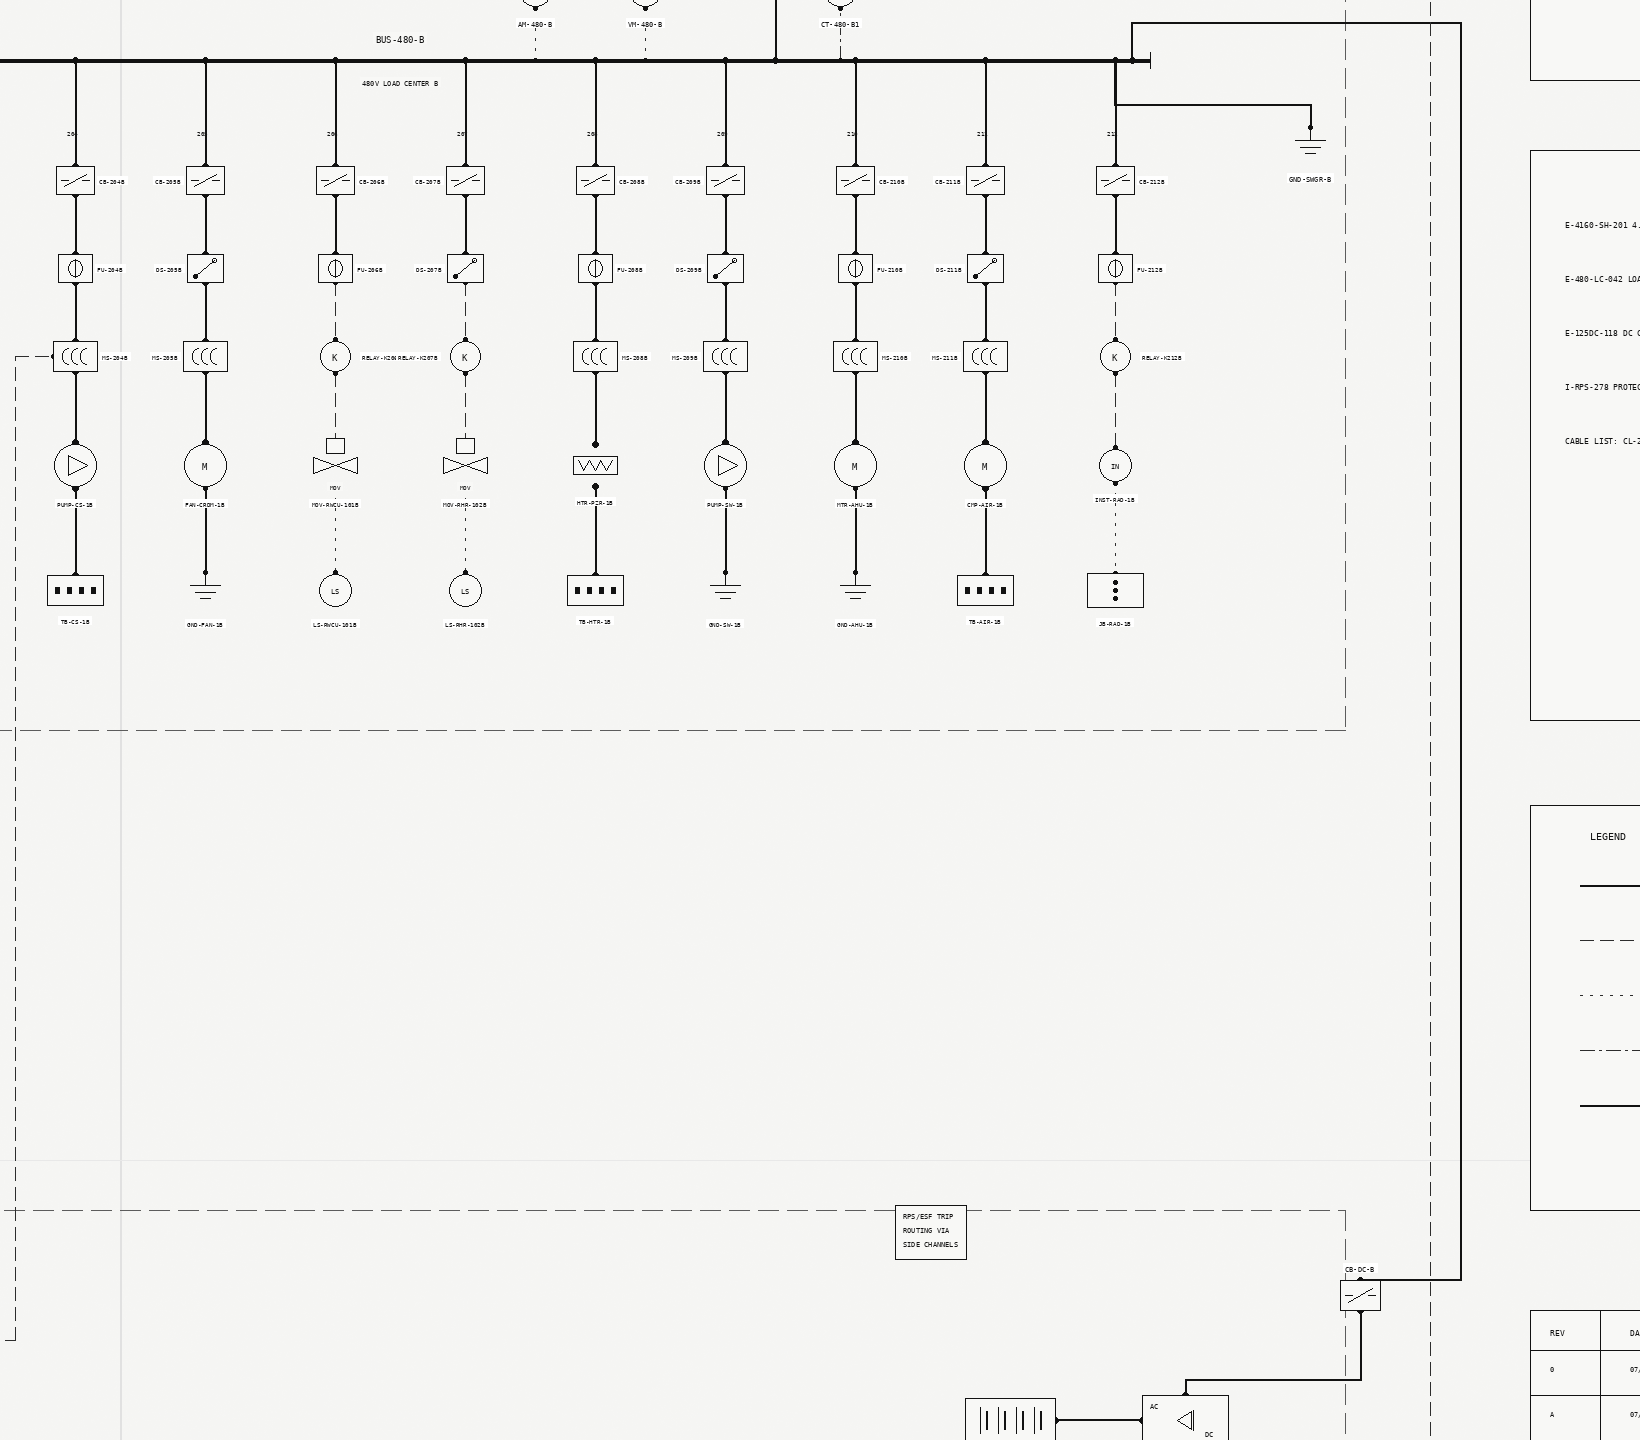 AM-480-B
VM-480-B
CT-480-B1
BUS-480-B
480V LOAD CENTER B
CB-204B
CB-205B
CB-206B
CB-207B
CB-208B
CB-209B
CB-210B
CB-211B
CB-212B
GND-SWGR-B
FU-204B
DS-205B
FU-206B
DS-207B
FU-208B
DS-209B
FU-210B
DS-211B
FU-212B
MS-204B
MS-205B
K
RELAY-K207B
K
MS-208B
MS-209B
MS-210B
MS-211B
K
RELAY-K212B
M
M
M
IN
MOV
MOV
PUMP-CS-1B
FAN-CRDM-1B
MOV-RWCU-101B
MOV-RHR-102B
HTR-PZR-1B
PUMP-SW-1B
MTR-AHU-1B
CMP-AIR-1B
INST-RAD-1B
LS
LS
TB-CS-1B
GND-FAN-1B
LS-RWCU-101B
LS-RHR-102B
TB-HTR-1B
GND-SW-1B
GND-AHU-1B
TB-AIR-1B
JB-RAD-1B
E-4160-SH-201 4.
E-480-LC-042
E-125DC-118 DC
I-RPS-278
CABLE LIST:
LEGEND
RPS/ESF TRIP
ROUTING VIA
SIDE CHANNELS
CB-DC-B
REV
0
A
AC
DC